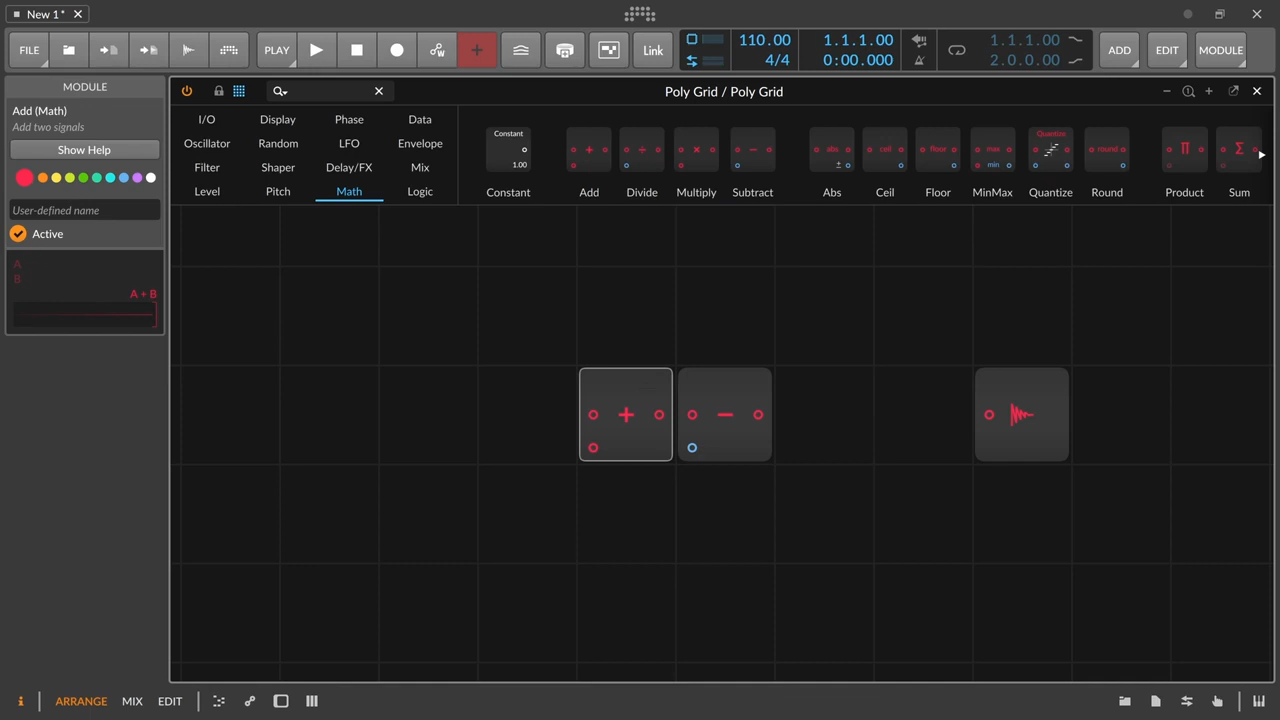 New 1*
FILE
PLAY
Link
110.00
4/4
1.1.1.00
0:00.000
1.1.1.00
2.0.0.00
ADD
EDIT
MODULE
MODULE
Add (Math)
Add two signals
Show Help
User-defined name
Active
A
B
A + B
Poly Grid / Poly Grid
I/O Display Phase Data
Oscillator Random LFO Envelope
Filter Shaper Delay/FX Mix
Level Pitch Math Logic
Constant
1.00
+ ÷ × −
abs
±
ceil
floor
max
min
Quantize
round
Π
Σ
Constant Add Divide Multiply Subtract Abs Ceil Floor MinMax Quantize Round Product Sum
+ −
i
ARRANGE MIX EDIT